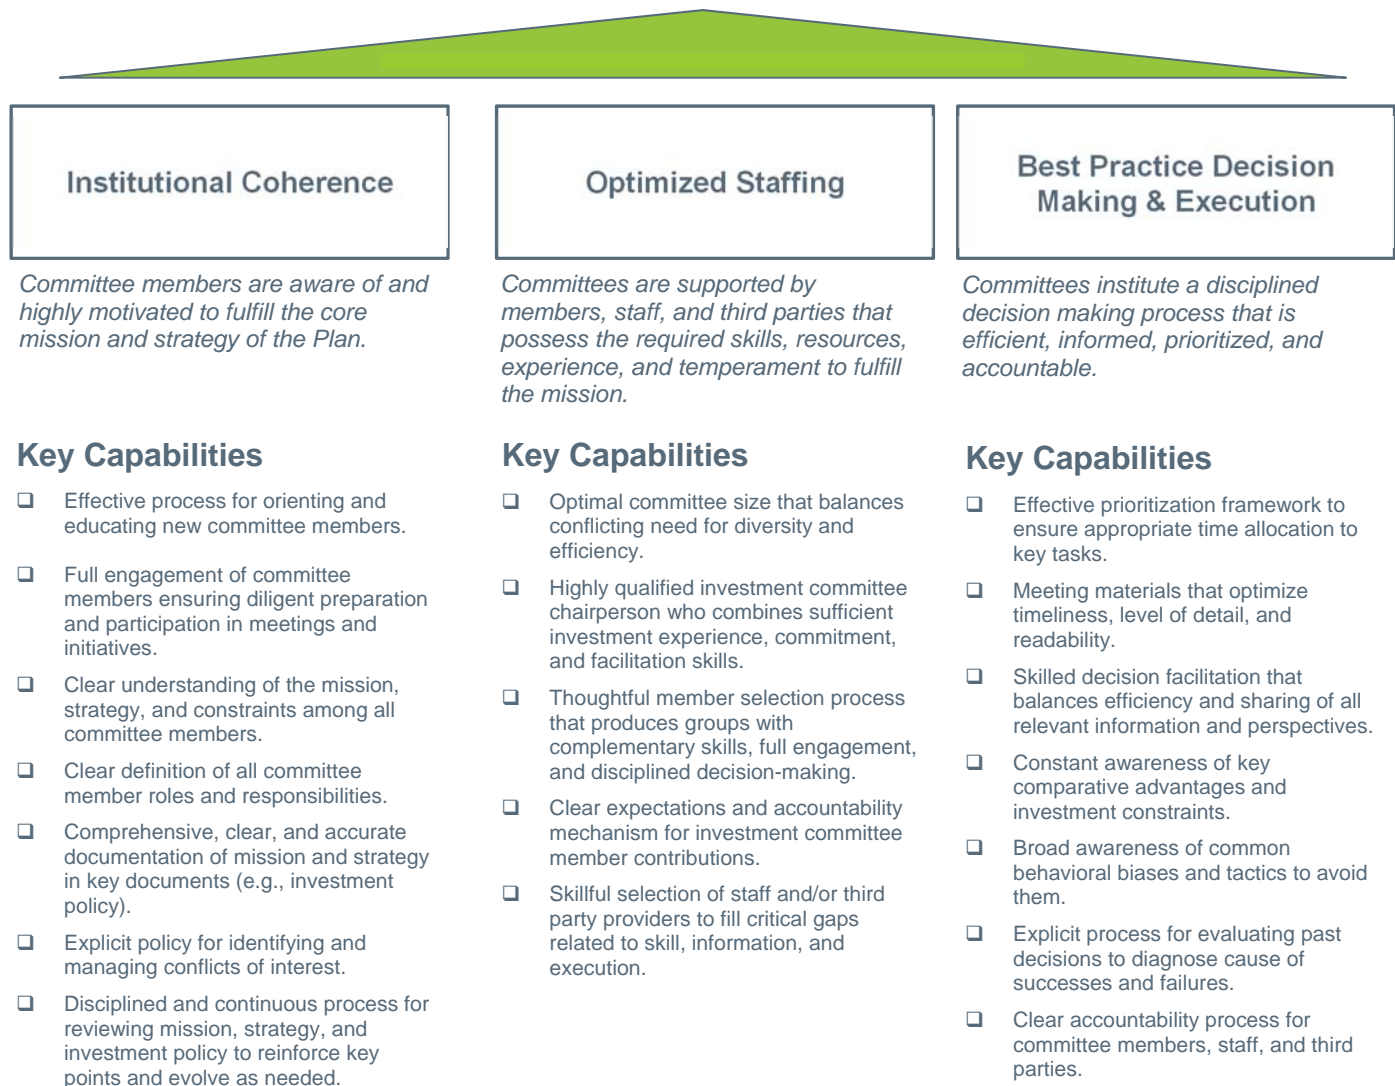 Institutional Coherence
Committee members are aware of and
highly motivated to fulfill the core
mission and strategy of the Plan.
Key Capabilities
❑ Effective process for orienting and
educating new committee members.
❑ Full engagement of committee
members ensuring diligent preparation
and participation in meetings and
initiatives.
❑ Clear understanding of the mission,
strategy, and constraints among all
committee members.
❑ Clear definition of all committee
member roles and responsibilities.
❑ Comprehensive, clear, and accurate
documentation of mission and strategy
in key documents (e.g., investment
policy).
❑ Explicit policy for identifying and
managing conflicts of interest.
❑ Disciplined and continuous process for
reviewing mission, strategy, and
investment policy to reinforce key
points and evolve as needed.
Optimized Staffing
Committees are supported by
members, staff, and third parties that
possess the required skills, resources,
experience, and temperament to fulfill
the mission.
Key Capabilities
❑ Optimal committee size that balances
conflicting need for diversity and
efficiency.
❑ Highly qualified investment committee
chairperson who combines sufficient
investment experience, commitment,
and facilitation skills.
❑ Thoughtful member selection process
that produces groups with
complementary skills, full engagement,
and disciplined decision-making.
❑ Clear expectations and accountability
mechanism for investment committee
member contributions.
❑ Skillful selection of staff and/or third
party providers to fill critical gaps
related to skill, information, and
execution.
Best Practice Decision
Making & Execution
Committees institute a disciplined
decision making process that is
efficient, informed, prioritized, and
accountable.
Key Capabilities
❑ Effective prioritization framework to
ensure appropriate time allocation to
key tasks.
❑ Meeting materials that optimize
timeliness, level of detail, and
readability.
❑ Skilled decision facilitation that
balances efficiency and sharing of all
relevant information and perspectives.
❑ Constant awareness of key
comparative advantages and
investment constraints.
❑ Broad awareness of common
behavioral biases and tactics to avoid
them.
❑ Explicit process for evaluating past
decisions to diagnose cause of
successes and failures.
❑ Clear accountability process for
committee members, staff, and third
parties.